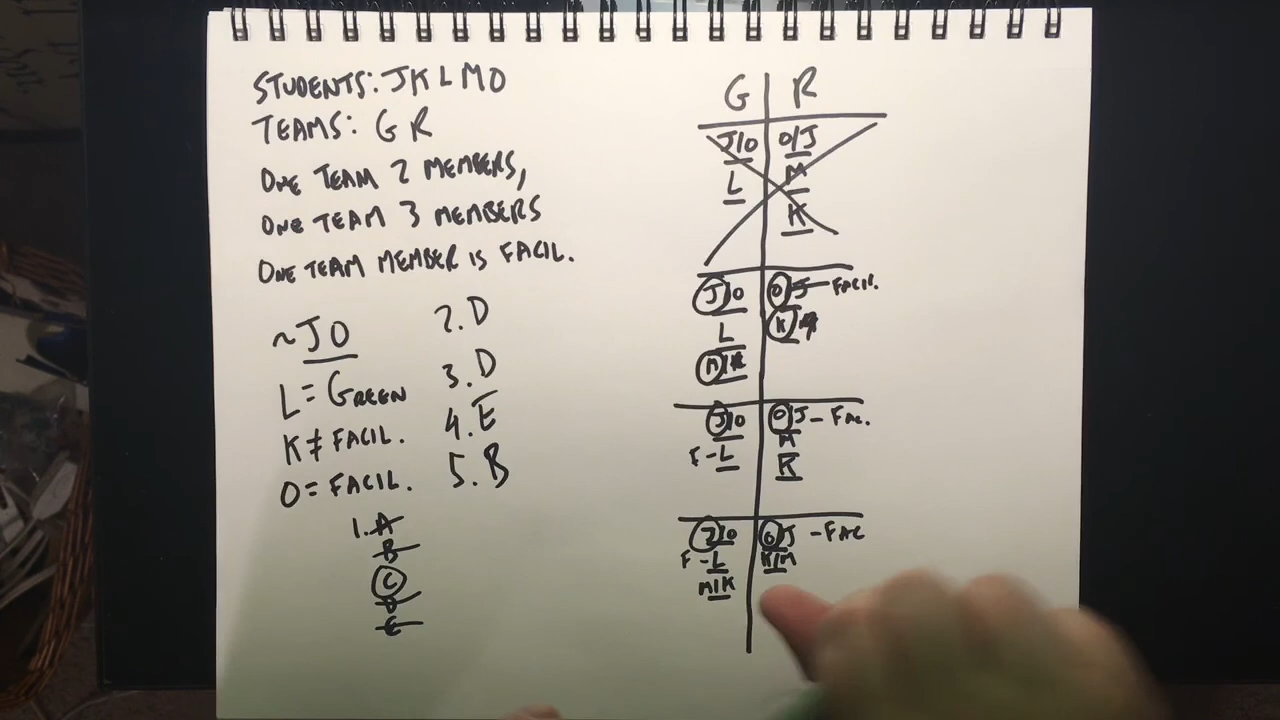 STUDENTS: JKLMO
TEAMS: G R
ONE TEAM 2 MEMBERS,
ONE TEAM 3 MEMBERS
ONE TEAM MEMBER IS FACIL.
~JO
L = GREEN
K ≠ FACIL.
O = FACIL.
2. D
3. D
4. E
5. B
1. A
B
C
D
E
G R
J/O O/J
L M
K
J/O O J - FACIL.
L K
M/K
J/O O/J - FAC.
F - L M
K
J/O O/J - FAC
F - L K/M
M/K